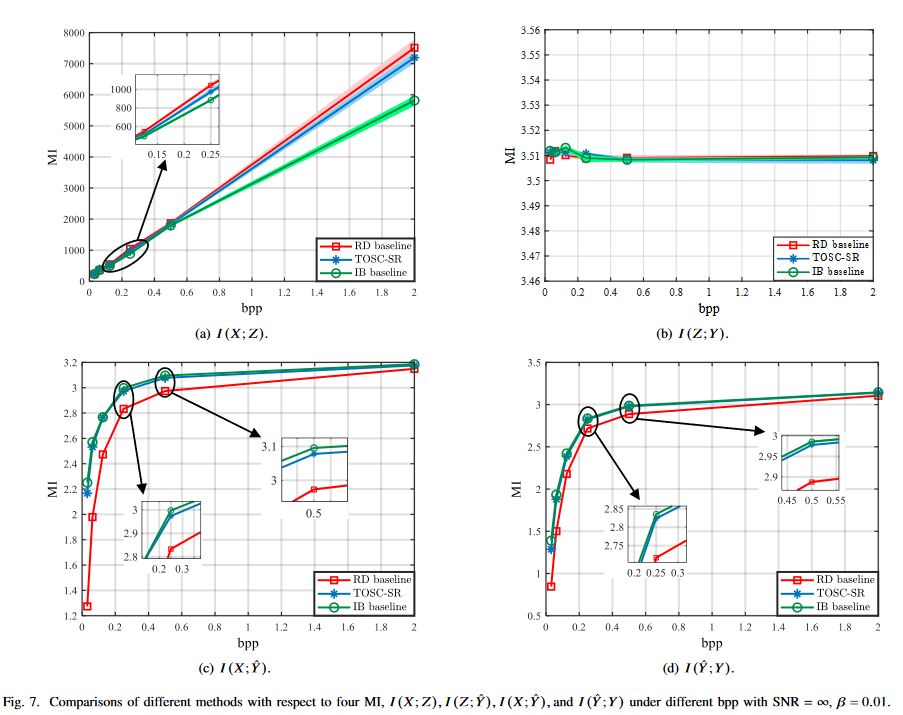 8000
7000
6000
5000
4000
3000
2000
1000
0
MI
1000
800
600
0.15 0.2 0.25
RD baseline
TOSC-SR
IB baseline
0 0.2 0.4 0.6 0.8 1 1.2 1.4 1.6 1.8 2
bpp
(a) I(X;Z).
3.56
3.55
3.54
3.53
3.52
3.51
3.5
3.49
3.48
3.47
3.46
MI
RD baseline
TOSC-SR
IB baseline
0 0.2 0.4 0.6 0.8 1 1.2 1.4 1.6 1.8 2
bpp
(b) I(Z;Y).
3.2
3
2.8
2.6
2.4
2.2
2
1.8
1.6
1.4
1.2
MI
3.1
3
0.5
3
2.9
2.8
0.2 0.3
RD baseline
TOSC-SR
IB baseline
0 0.2 0.4 0.6 0.8 1 1.2 1.4 1.6 1.8 2
bpp
(c) I(X;Ŷ).
3.5
3
2.5
2
1.5
1
0.5
MI
3
2.95
2.9
0.45 0.5 0.55
2.85
2.8
2.75
0.2 0.25 0.3
RD baseline
TOSC-SR
IB baseline
0 0.2 0.4 0.6 0.8 1 1.2 1.4 1.6 1.8 2
bpp
(d) I(Ŷ;Y).
Fig. 7. Comparisons of different methods with respect to four MI, I(X;Z), I(Z;Ŷ), I(X;Ŷ), and I(Ŷ;Y) under different bpp with SNR = ∞, β = 0.01.